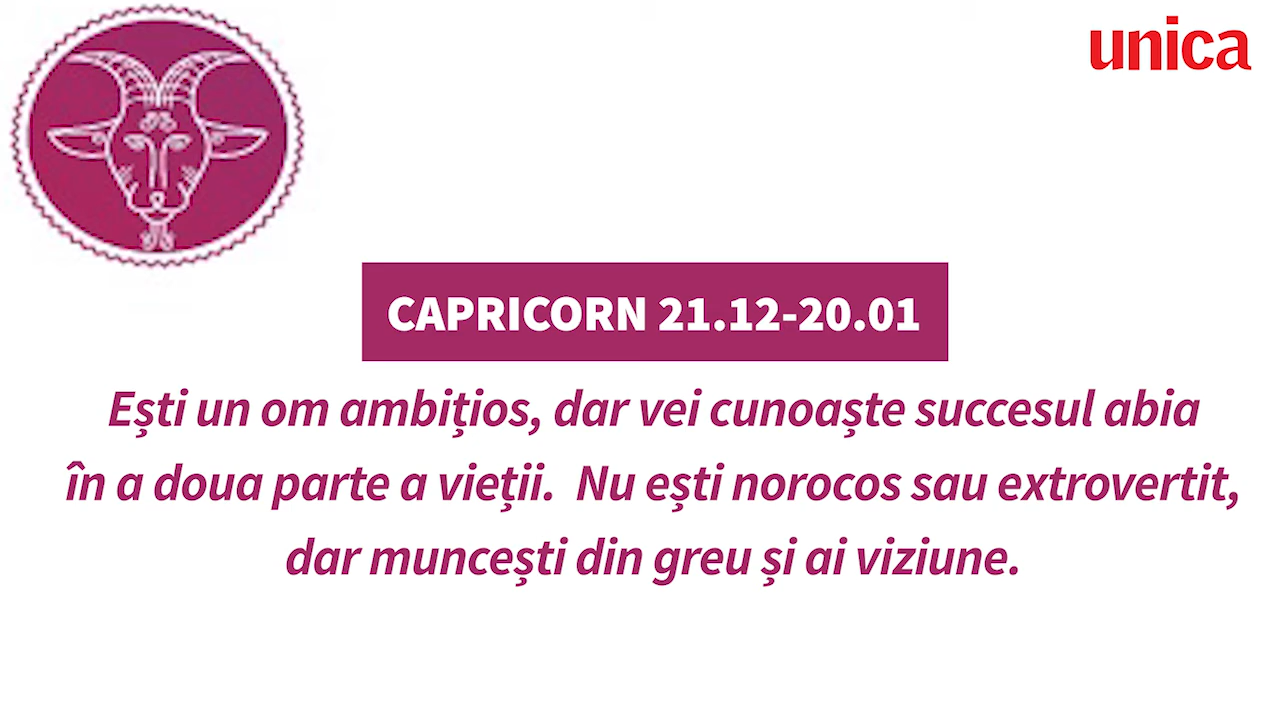 unica
CAPRICORN 21.12-20.01
Ești un om ambițios, dar vei cunoaște succesul abia
în a doua parte a vieții.  Nu ești norocos sau extrovertit,
dar muncești din greu și ai viziune.